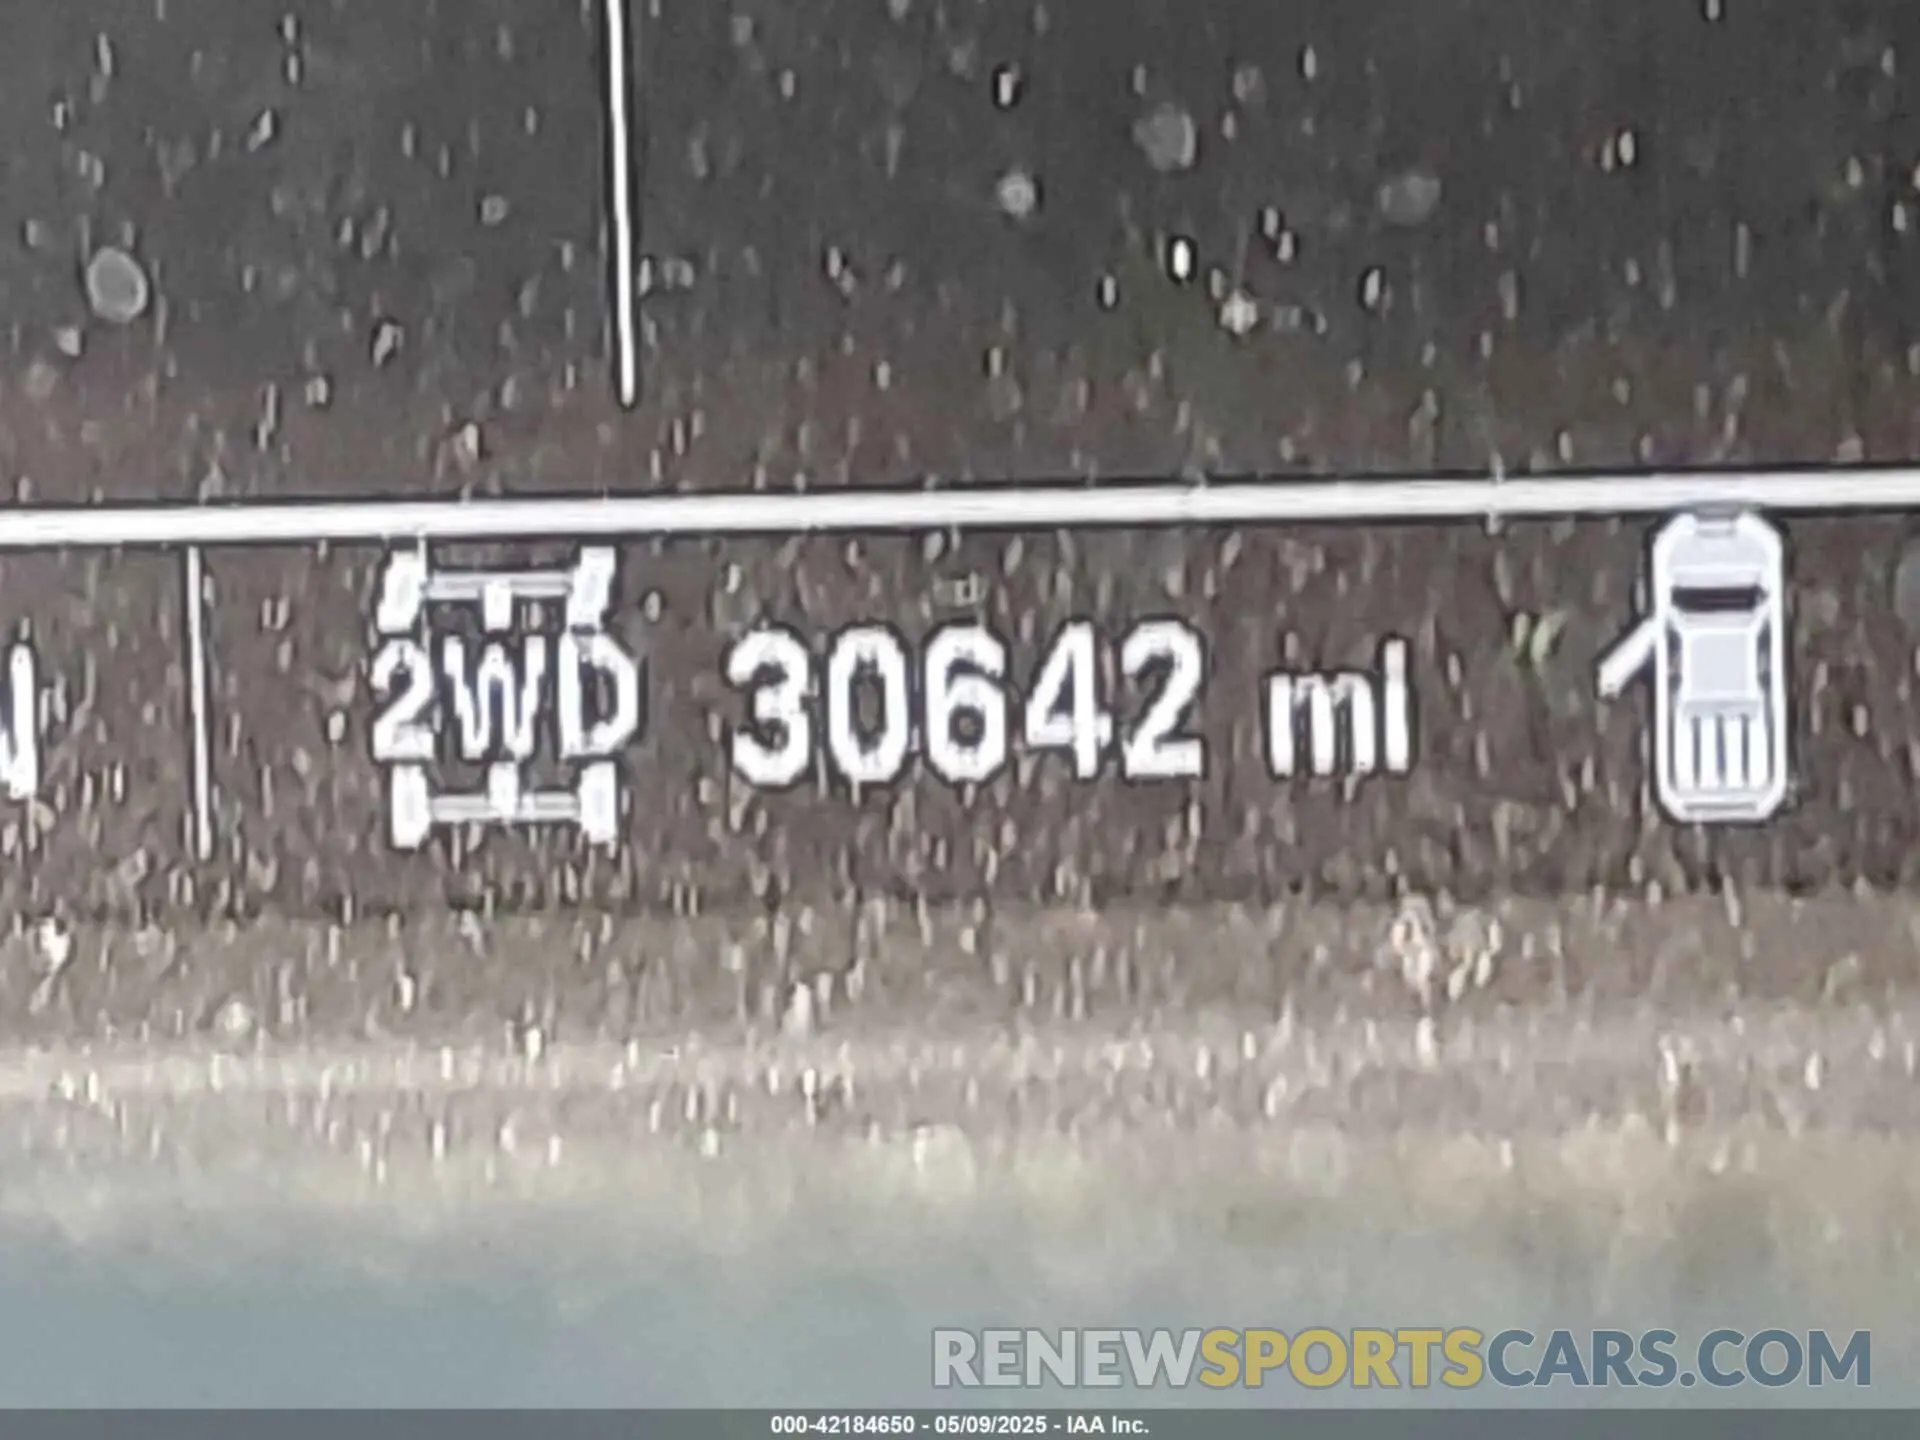 2WD 30642 mi
RENEWSPORTSCARS.COM
000-42184650 - 05/09/2025 - IAA Inc.